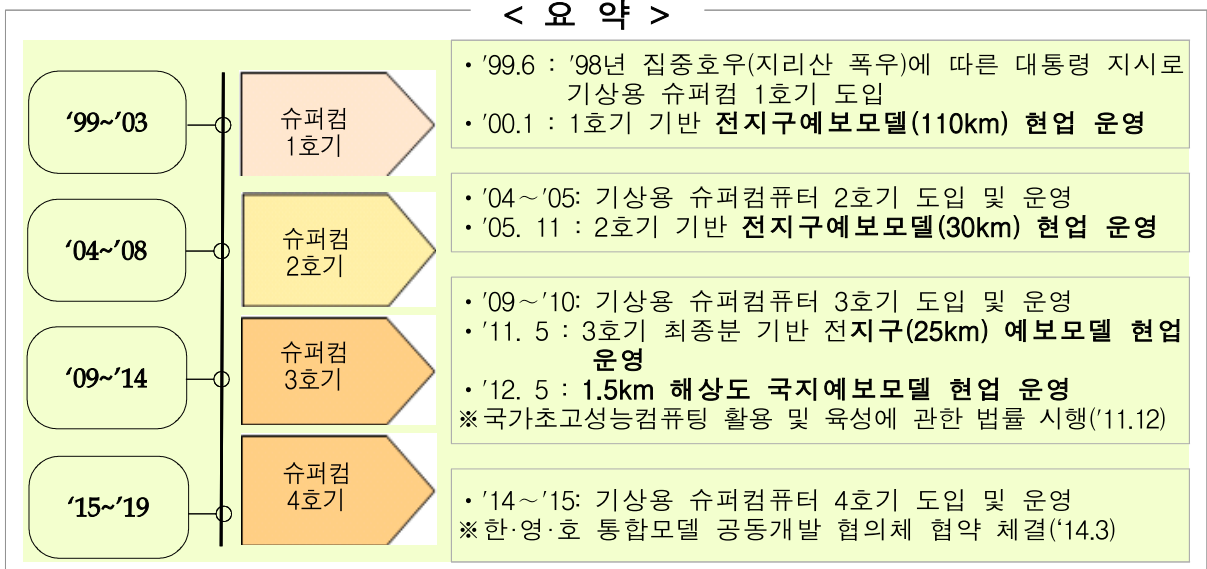 < 요 약 >
‘99~’03
슈퍼컴
1호기
・’99.6 : ’98년 집중호우(지리산 폭우)에 따른 대통령 지시로
기상용 슈퍼컴 1호기 도입
・’00.1 : 1호기 기반 전지구예보모델(110km) 현업 운영
‘04~’08
슈퍼컴
2호기
・’04～’05: 기상용 슈퍼컴퓨터 2호기 도입 및 운영
・’05. 11 : 2호기 기반 전지구예보모델(30km) 현업 운영
‘09~’14
슈퍼컴
3호기
・’09～’10: 기상용 슈퍼컴퓨터 3호기 도입 및 운영
・’11. 5 : 3호기 최종분 기반 전지구(25km) 예보모델 현업
운영
・’12. 5 : 1.5km 해상도 국지예보모델 현업 운영
※국가초고성능컴퓨팅 활용 및 육성에 관한 법률 시행(’11.12)
‘15~’19
슈퍼컴
4호기
・’14～’15: 기상용 슈퍼컴퓨터 4호기 도입 및 운영
※한·영·호 통합모델 공동개발 협의체 협약 체결(‘14.3)